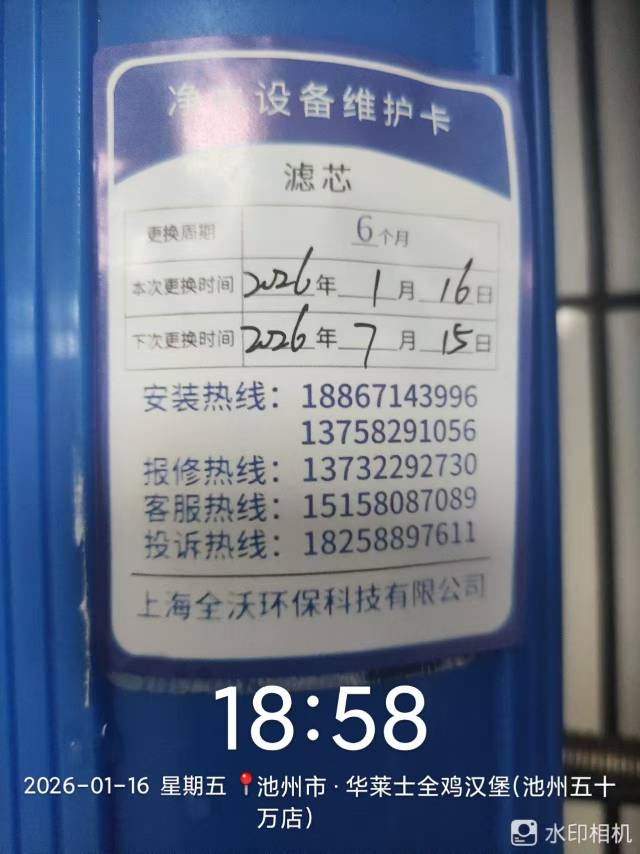 净水设备维护卡
滤芯
更换周期 6个月
本次更换时间 2026年1月16日
下次更换时间 2026年7月15日
安装热线：18867143996
13758291056
报修热线：13732292730
客服热线：15158087089
投诉热线：18258897611
上海全沃环保科技有限公司
18:58
2026-01-16 星期五 池州市·华莱士全鸡汉堡(池州五十
万店)
水印相机